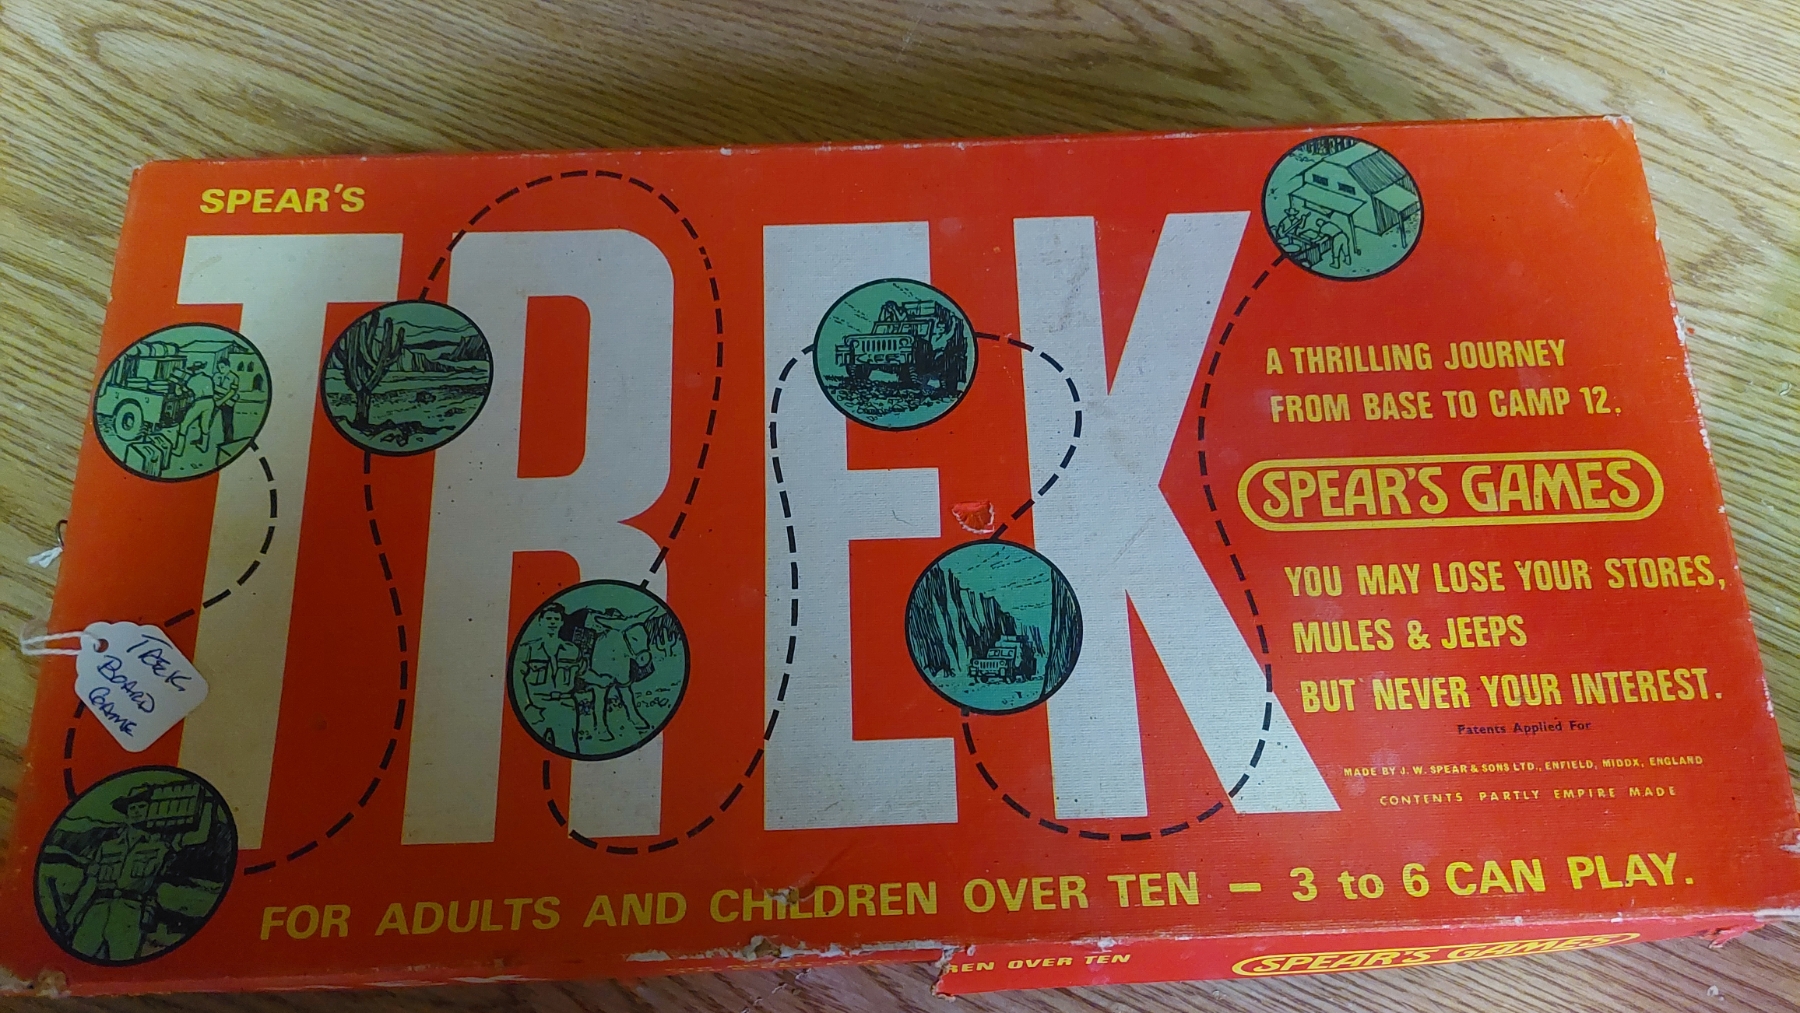 SPEAR'S
TREK
A THRILLING JOURNEY
FROM BASE TO CAMP 12.
SPEAR'S GAMES
YOU MAY LOSE YOUR STORES,
MULES & JEEPS
BUT NEVER YOUR INTEREST.
Patents Applied For
MADE BY J. W. SPEAR & SONS LTD., ENFIELD, MIDDX, ENGLAND
CONTENTS PARTLY EMPIRE MADE
FOR ADULTS AND CHILDREN OVER TEN – 3 to 6 CAN PLAY.
TREK
BOARD
GAME
REN OVER TEN
SPEAR'S GAMES